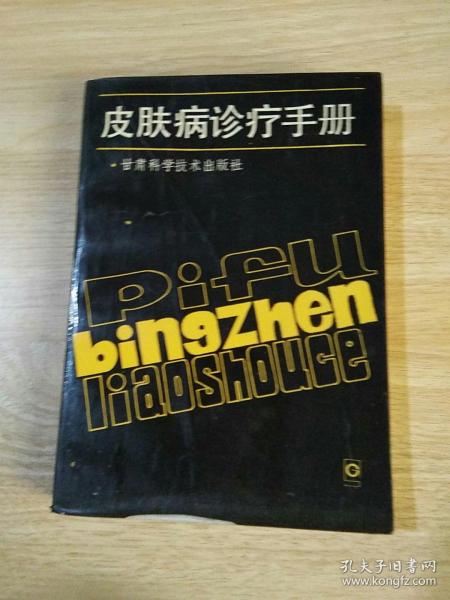 皮肤病诊疗手册
·甘肃科学技术出版社
Pifu
bingzhen
liaoshouce
G
孔夫子旧书网
www.kongfz.com